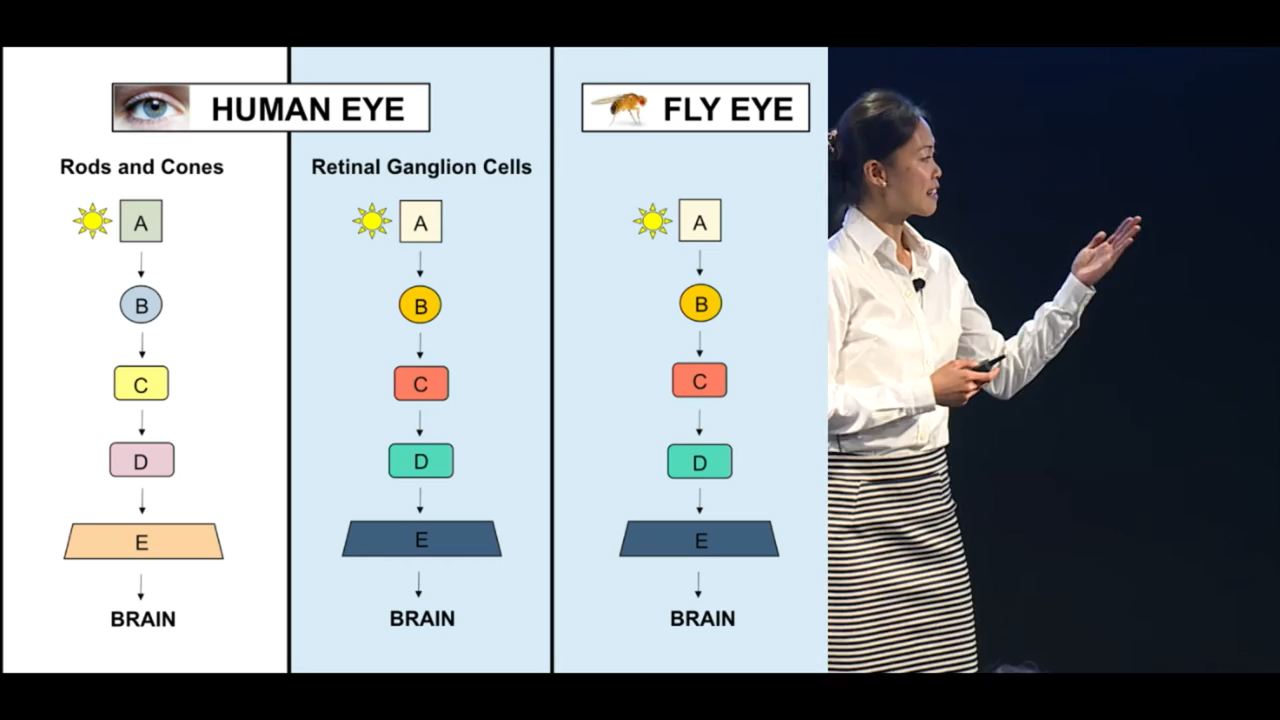 HUMAN EYE
FLY EYE
Rods and Cones
Retinal Ganglion Cells
A
B
C
D
E
BRAIN
A
B
C
D
E
BRAIN
A
B
C
D
E
BRAIN